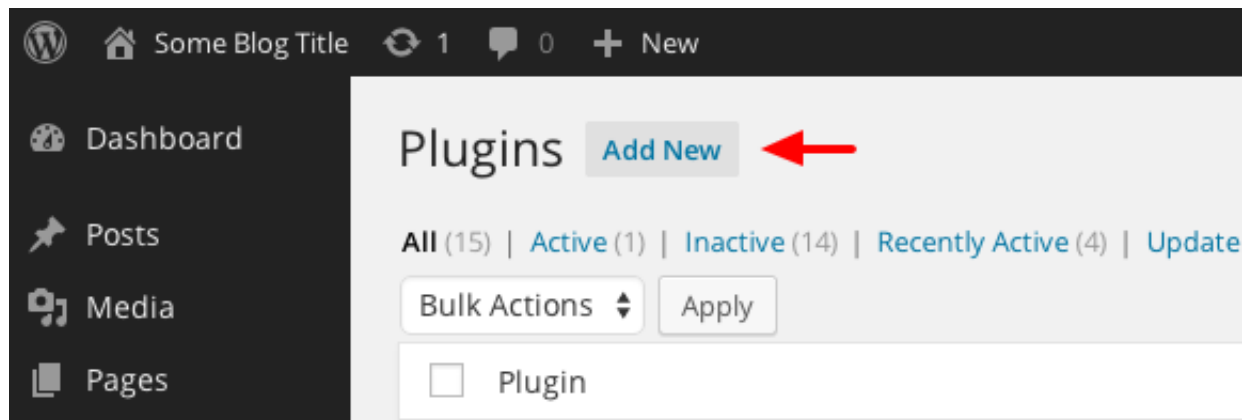 Some Blog Title 1 0 New
Dashboard
Plugins Add New
Posts
All (15) | Active (1) | Inactive (14) | Recently Active (4) | Update
Media
Bulk Actions Apply
Pages
Plugin